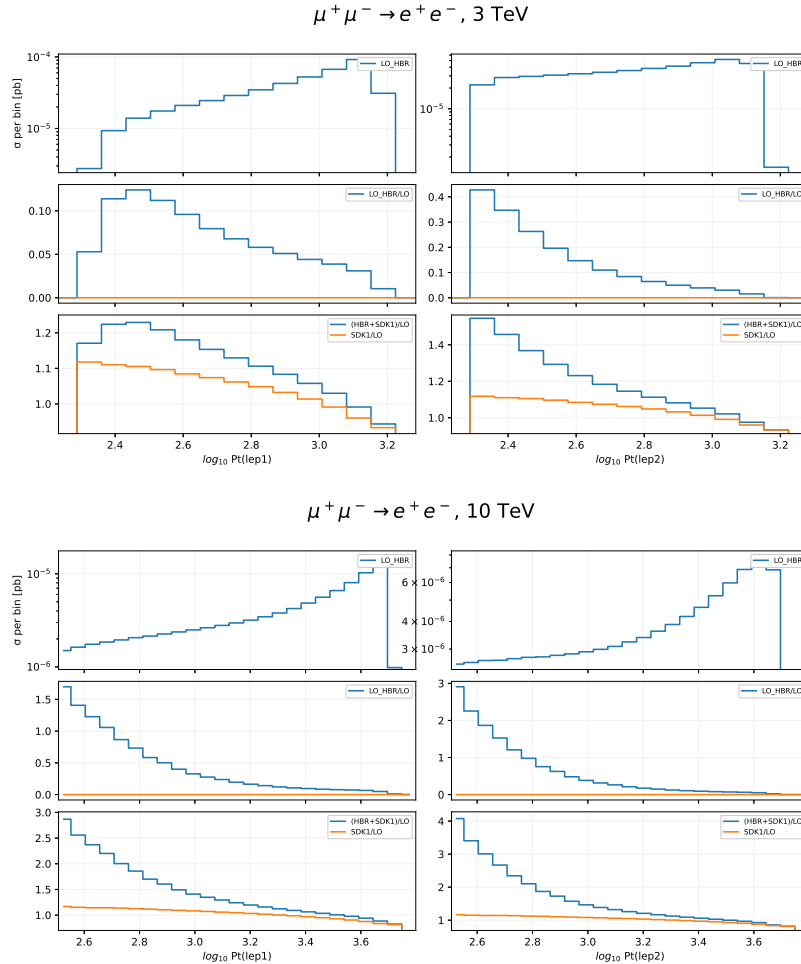 μ⁺μ⁻ → e⁺e⁻, 3 TeV
LO_HBR
LO_HBR
10⁻⁴
10⁻⁵
10⁻⁵
σ per bin [pb]
LO_HBR/LO
LO_HBR/LO
0.10
0.05
0.00
0.4
0.3
0.2
0.1
0.0
(HBR+SDK1)/LO
SDK1/LO
(HBR+SDK1)/LO
SDK1/LO
1.2
1.1
1.0
1.4
1.2
1.0
2.4 2.6 2.8 3.0 3.2
2.4 2.6 2.8 3.0 3.2
log₁₀ Pt(lep1)
log₁₀ Pt(lep2)
μ⁺μ⁻ → e⁺e⁻, 10 TeV
LO_HBR
LO_HBR
10⁻⁵
10⁻⁶
6 × 10⁻⁶
4 × 10⁻⁶
3 × 10⁻⁶
σ per bin [pb]
LO_HBR/LO
LO_HBR/LO
1.5
1.0
0.5
0.0
3
2
1
0
(HBR+SDK1)/LO
SDK1/LO
(HBR+SDK1)/LO
SDK1/LO
3.0
2.5
2.0
1.5
1.0
4
3
2
1
2.6 2.8 3.0 3.2 3.4 3.6
2.6 2.8 3.0 3.2 3.4 3.6
log₁₀ Pt(lep1)
log₁₀ Pt(lep2)